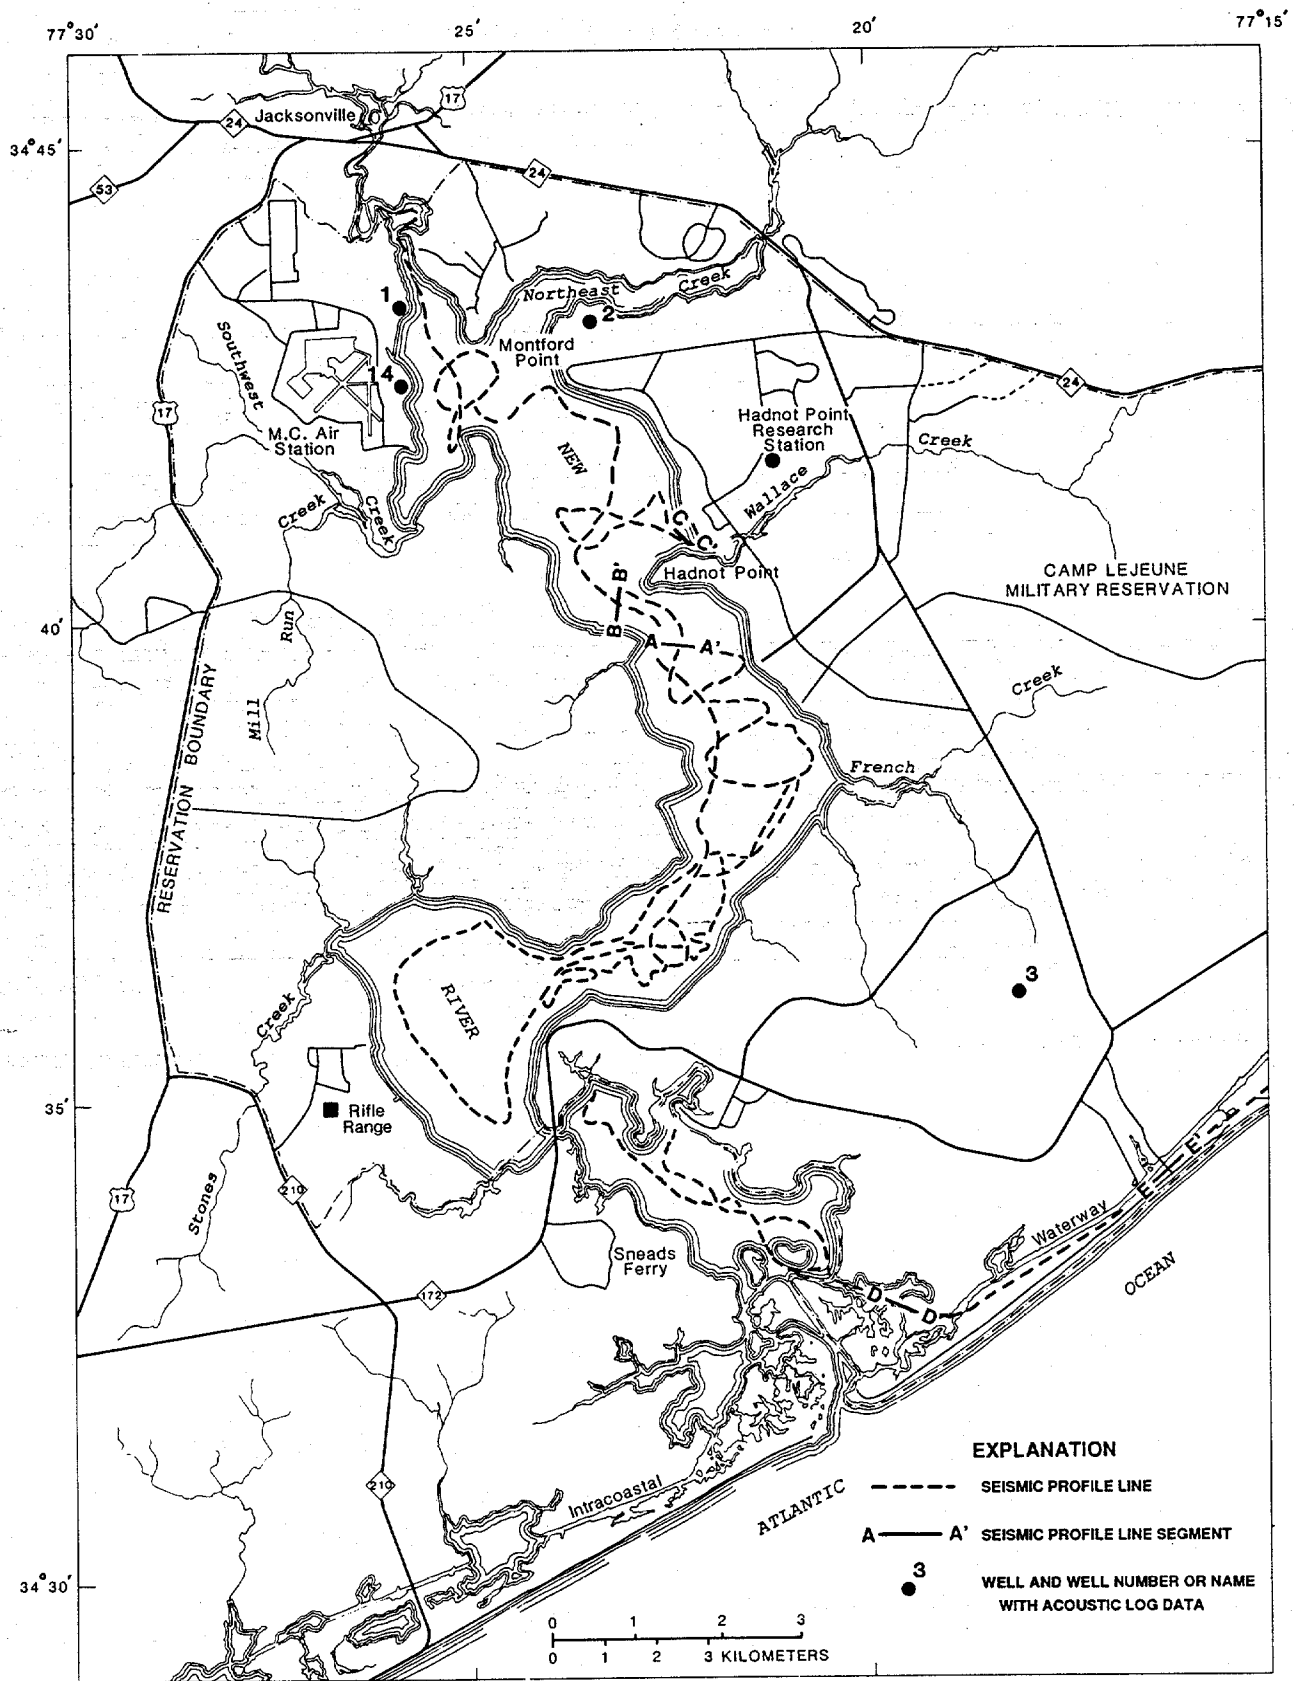 77°30'
25'
20'
77°15'
17
Jacksonville
24
34°45'
53
24
Northeast
Creek
1
2
Montford
Point
Southwest
14
24
17
Hadnot Point
Research
Station
M.C. Air
Station
NEW
Creek
Wallace
Creek
Creek
C
C'
Hadnot Point
B'
CAMP LEJEUNE
MILITARY RESERVATION
40'
Run
B
A
A'
Creek
Mill
RESERVATION BOUNDARY
French
3
RIVER
Creek
35'
Rifle
Range
E'
17
210
E
Stones
Waterway
Sneads
Ferry
OCEAN
172
D
D'
EXPLANATION
210
Intracoastal
SEISMIC PROFILE LINE
ATLANTIC
A A' SEISMIC PROFILE LINE SEGMENT
34°30'
3
WELL AND WELL NUMBER OR NAME
WITH ACOUSTIC LOG DATA
0 1 2 3
0 1 2 3 KILOMETERS